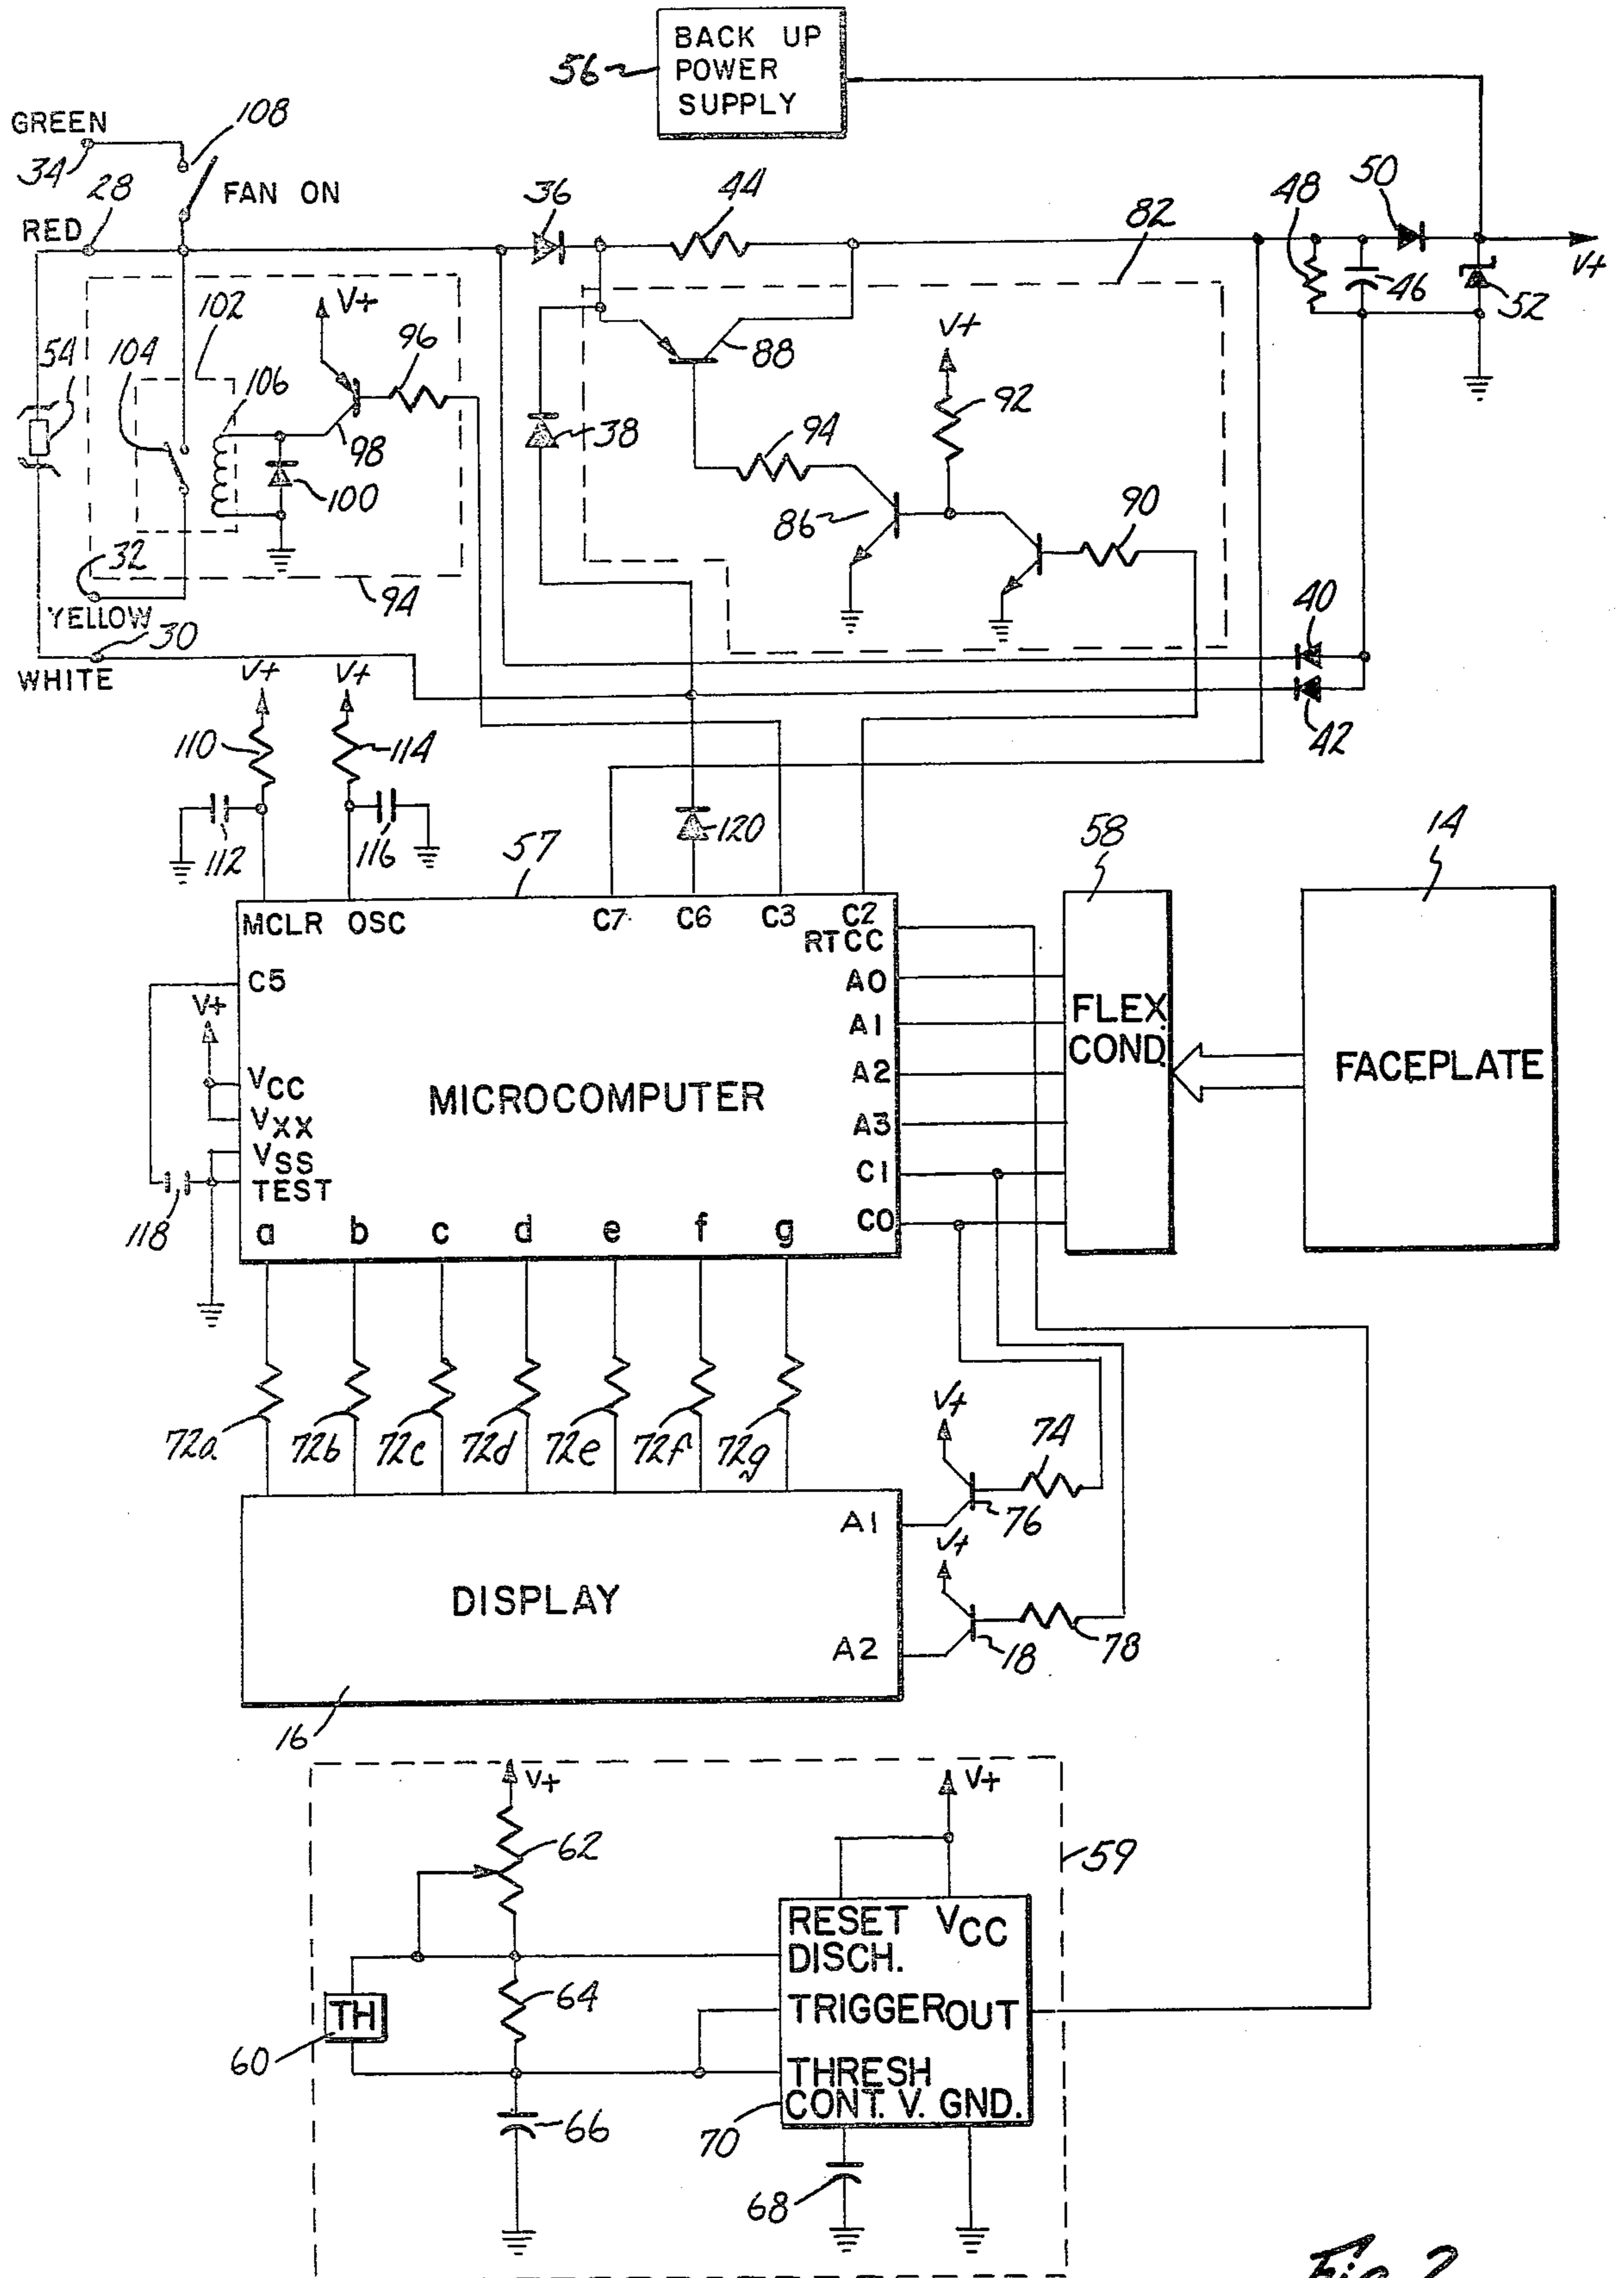 BACK UP
POWER
SUPPLY
56
GREEN
34
108
FAN ON
28
RED
36
44
82
48
50
46
52
V+
54
104
102
106
V+
96
98
100
94
32
YELLOW
30
WHITE
88
38
94
86
V+
92
90
40
42
V+
110
112
V+
114
116
120
57
58
14
MCLR OSC
C7 C6 C3 C2
RTCC
C5
V+
VCC
VXX
VSS
TEST
118
MICROCOMPUTER
A0
A1
A2
A3
C1
C0
FLEX
COND.
FACEPLATE
a b c d e f g
72a 72b 72c 72d 72e 72f 72g
V+
74
76
V+
18
78
A1
DISPLAY
A2
16
V+
62
V+
59
RESET VCC
DISCH.
TRIGGER OUT
THRESH
CONT. V. GND.
64
TH
60
66
70
68
Fig. 2